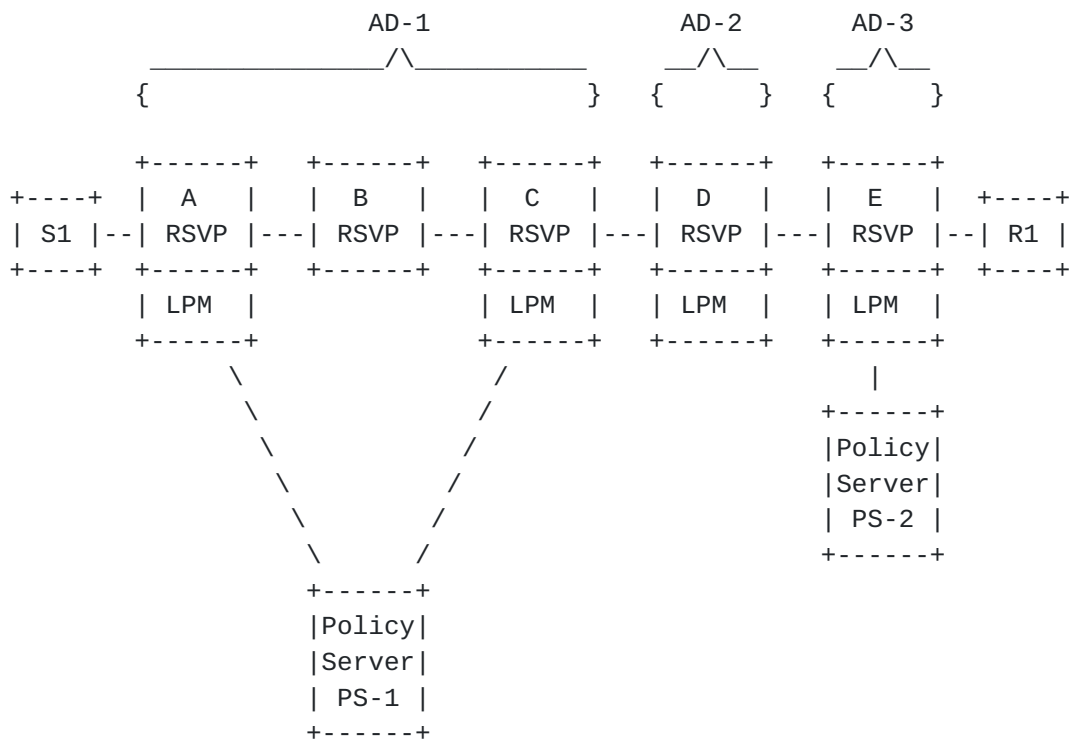 AD-1 AD-2 AD-3
A B C D E
S1 RSVP RSVP RSVP RSVP RSVP R1
LPM LPM LPM LPM
Policy
Server
PS-2
Policy
Server
PS-1